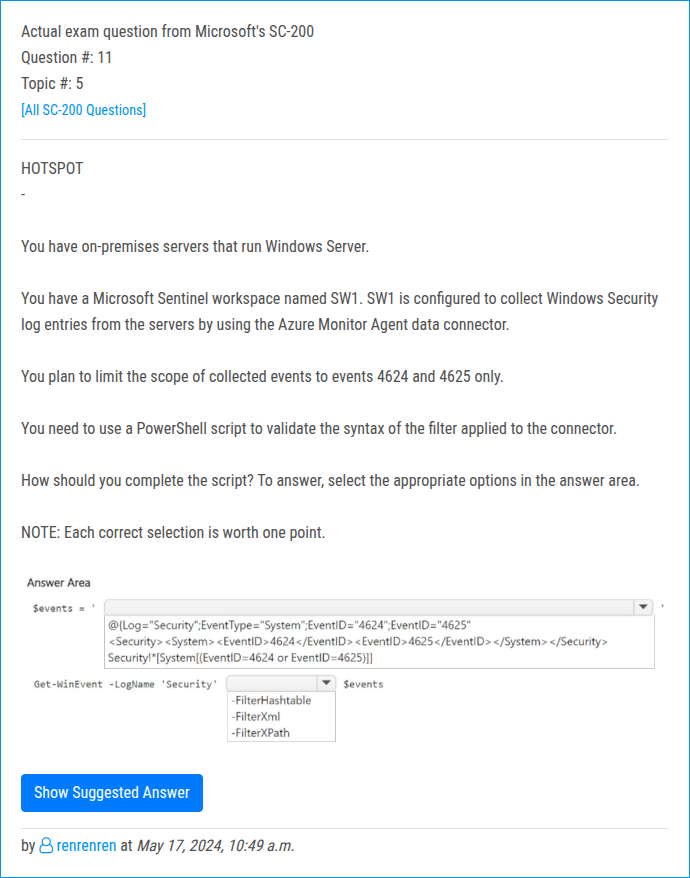 Actual exam question from Microsoft's SC-200
Question #: 11
Topic #: 5
[All SC-200 Questions]
HOTSPOT
-
You have on-premises servers that run Windows Server.
You have a Microsoft Sentinel workspace named SW1. SW1 is configured to collect Windows Security
log entries from the servers by using the Azure Monitor Agent data connector.
You plan to limit the scope of collected events to events 4624 and 4625 only.
You need to use a PowerShell script to validate the syntax of the filter applied to the connector.
How should you complete the script? To answer, select the appropriate options in the answer area.
NOTE: Each correct selection is worth one point.
Answer Area
$events = ' '
@{Log="Security";EventType="System";EventID="4624";EventID="4625"
<Security><System><EventID>4624</EventID><EventID>4625</EventID></System></Security>
Security!*[System[(EventID=4624 or EventID=4625)]]
Get-WinEvent -LogName 'Security' $events
-FilterHashtable
-FilterXml
-FilterXPath
Show Suggested Answer
by renrenren at May 17, 2024, 10:49 a.m.